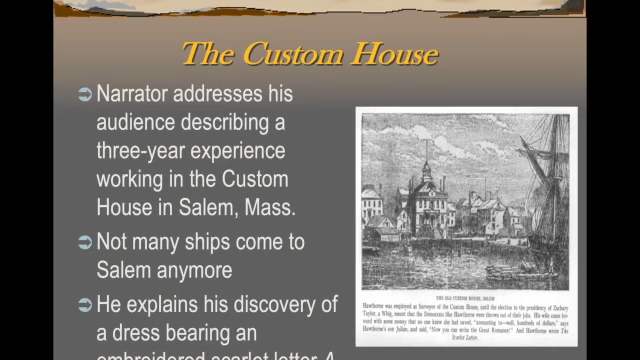 The Custom House
Narrator addresses his
audience describing a
three-year experience
working in the Custom
House in Salem, Mass.
Not many ships come to
Salem anymore
He explains his discovery of
a dress bearing an
embroidered scarlet letter A
THE OLD CUSTOM HOUSE, SALEM
Hawthorne was employed as Surveyor of the Custom House, until the election to the presidency of Zachary
Taylor, a Whig, meant that the Democrats like Hawthorne were thrown out of their jobs. His wife came for-
ward with some money that no one knew she had saved, "amounting to—well, hundreds of dollars," says
Hawthorne's son Julian, and said, "Now you can write the Great Romance!" And Hawthorne wrote The
Scarlet Letter.